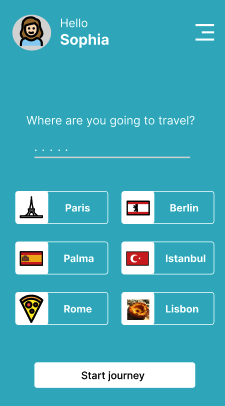 Hello
Sophia
Where are you going to travel?
. . . . .
Paris
Berlin
Palma
Istanbul
Rome
Lisbon
Start journey